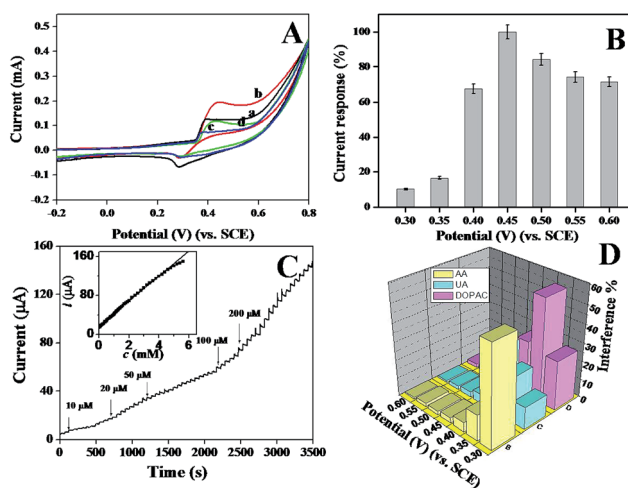 A
Current (mA)
0.5
0.4
0.3
0.2
0.1
0.0
-0.1
-0.2
b
a
c
d
-0.2
0.0
0.2
0.4
0.6
0.8
Potential (V) (vs. SCE)
B
Current response (%)
100
80
60
40
20
0
0.30
0.35
0.40
0.45
0.50
0.55
0.60
Potential (V) (vs. SCE)
C
Current (μA)
160
120
80
40
0
I (μA)
160
80
0
0
2
4
6
c (mM)
10 μM
20 μM
50 μM
100 μM
200 μM
0
500
1000
1500
2000
2500
3000
3500
Time (s)
D
AA
UA
DOPAC
Interference %
60
50
40
30
20
10
0
0.60
0.55
0.50
0.45
0.40
0.35
0.30
Potential (V) (vs. SCE)
B
C
D